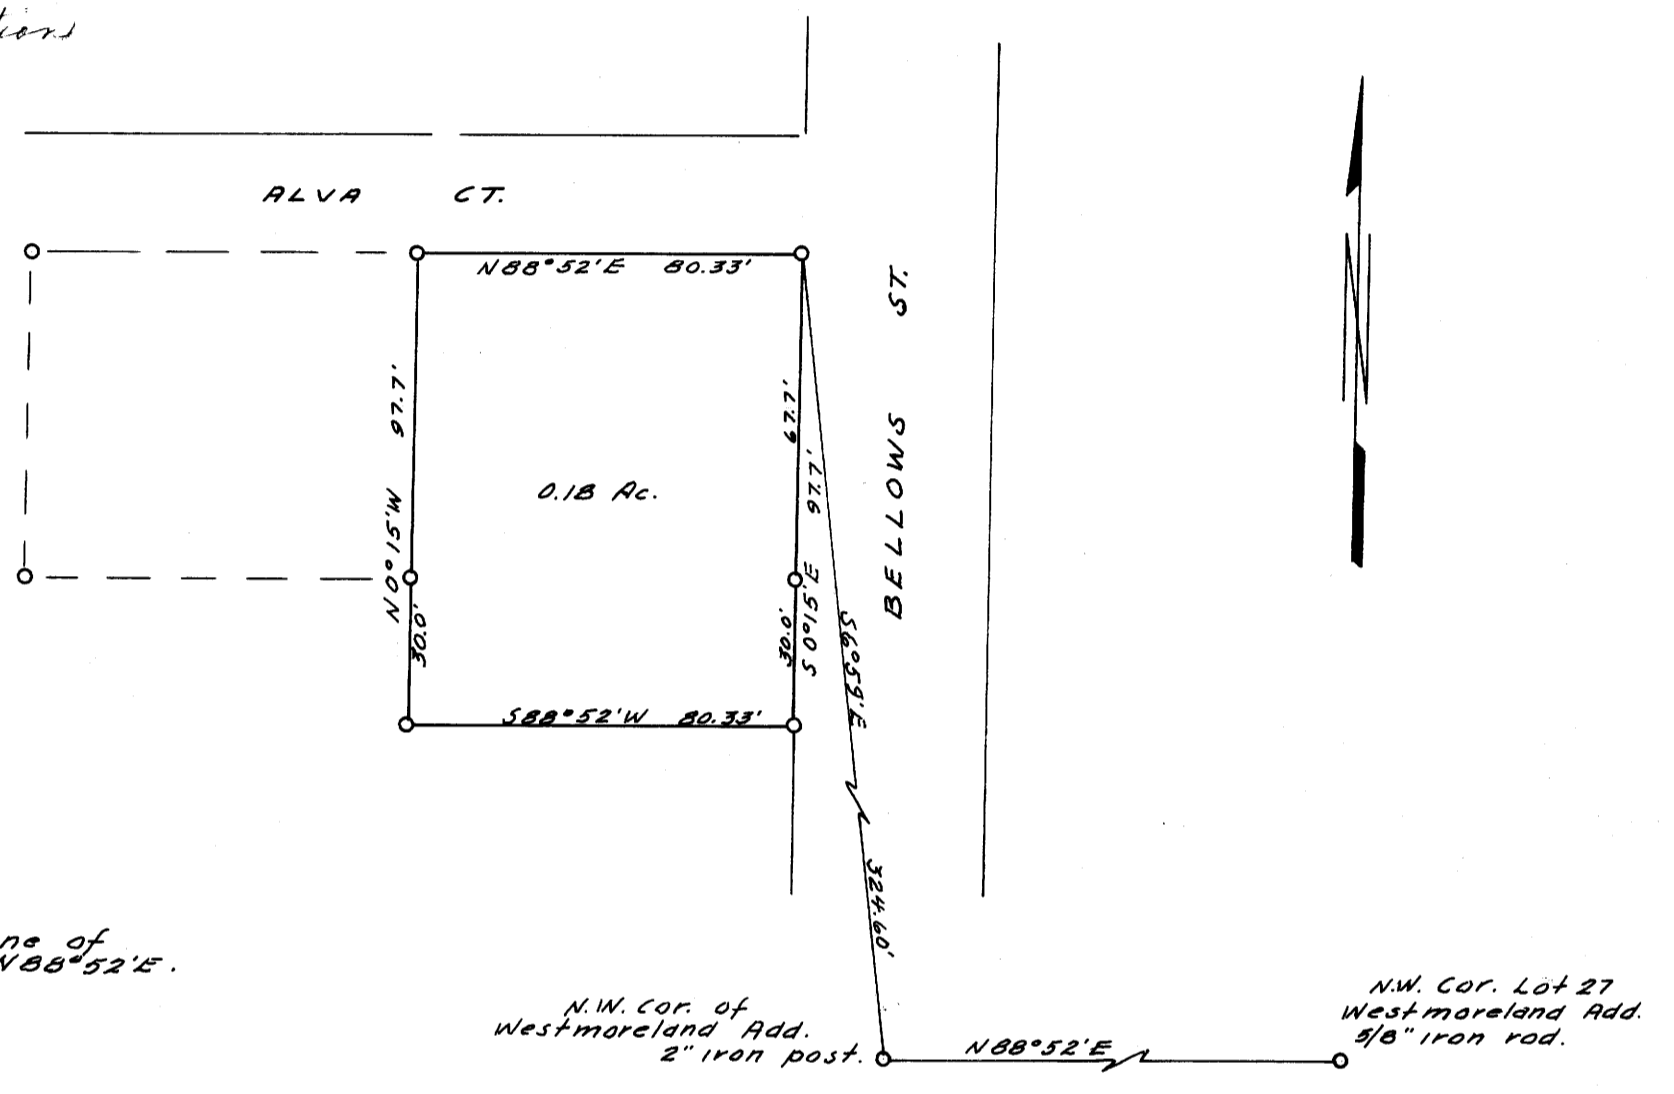 ALVA CT.
N88°52'E 80.33'
N0°15'W 97.7'
67.7'
S0°15'E 97.7'
0.18 Ac.
BELLOWS ST.
30.0'
30.0'
S6°59'E 324.60'
S88°52'W 80.33'
N
ne of
N88°52'E.
N.W. Cor. of
Westmoreland Add.
2" iron post.
N88°52'E
N.W. Cor. Lot 27
Westmoreland Add.
5/8" iron rod.